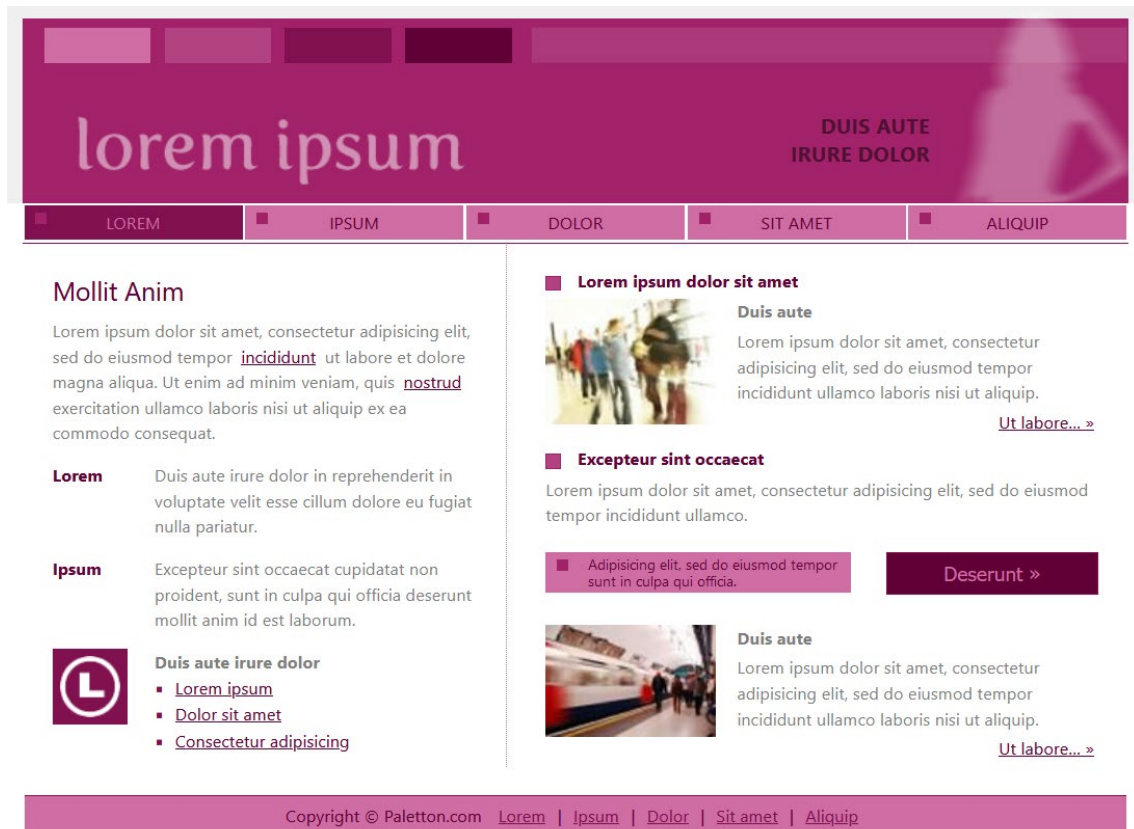 lorem ipsum
DUIS AUTE
IRURE DOLOR
LOREM
IPSUM
DOLOR
SIT AMET
ALIQUIP
Mollit Anim
Lorem ipsum dolor sit amet, consectetur adipisicing elit,
sed do eiusmod tempor incididunt ut labore et dolore
magna aliqua. Ut enim ad minim veniam, quis nostrud
exercitation ullamco laboris nisi ut aliquip ex ea
commodo consequat.
Lorem
Duis aute irure dolor in reprehenderit in
voluptate velit esse cillum dolore eu fugiat
nulla pariatur.
Ipsum
Excepteur sint occaecat cupidatat non
proident, sunt in culpa qui officia deserunt
mollit anim id est laborum.
L
Duis aute irure dolor
Lorem ipsum
Dolor sit amet
Consectetur adipisicing
Lorem ipsum dolor sit amet
Duis aute
Lorem ipsum dolor sit amet, consectetur
adipisicing elit, sed do eiusmod tempor
incididunt ullamco laboris nisi ut aliquip.
Ut labore... »
Excepteur sint occaecat
Lorem ipsum dolor sit amet, consectetur adipisicing elit, sed do eiusmod
tempor incididunt ullamco.
Adipisicing elit, sed do eiusmod tempor
sunt in culpa qui officia.
Deserunt »
Duis aute
Lorem ipsum dolor sit amet, consectetur
adipisicing elit, sed do eiusmod tempor
incididunt ullamco laboris nisi ut aliquip.
Ut labore... »
Copyright © Paletton.com Lorem | Ipsum | Dolor | Sit amet | Aliquip